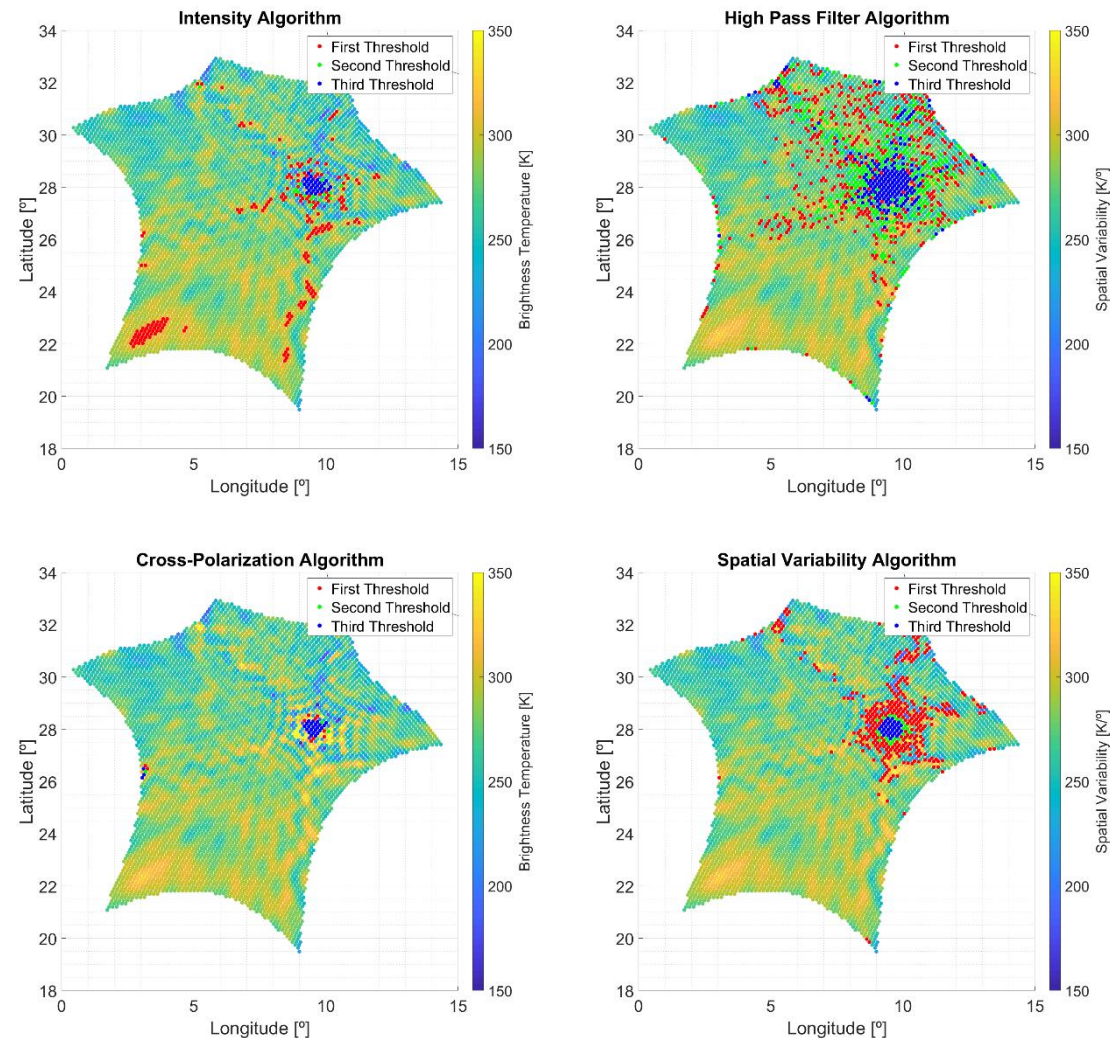 Intensity Algorithm
34
32
30
28
26
24
22
20
18
Latitude [º]
0
5
10
15
Longitude [º]
First Threshold
Second Threshold
Third Threshold
350
300
250
200
150
Brightness Temperature [K]
High Pass Filter Algorithm
34
32
30
28
26
24
22
20
18
Latitude [º]
0
5
10
15
Longitude [º]
First Threshold
Second Threshold
Third Threshold
350
300
250
200
150
Spatial Variability [K/º]
Cross-Polarization Algorithm
34
32
30
28
26
24
22
20
18
Latitude [º]
0
5
10
15
Longitude [º]
First Threshold
Second Threshold
Third Threshold
350
300
250
200
150
Brightness Temperature [K]
Spatial Variability Algorithm
34
32
30
28
26
24
22
20
18
Latitude [º]
0
5
10
15
Longitude [º]
First Threshold
Second Threshold
Third Threshold
350
300
250
200
150
Spatial Variability [K/º]